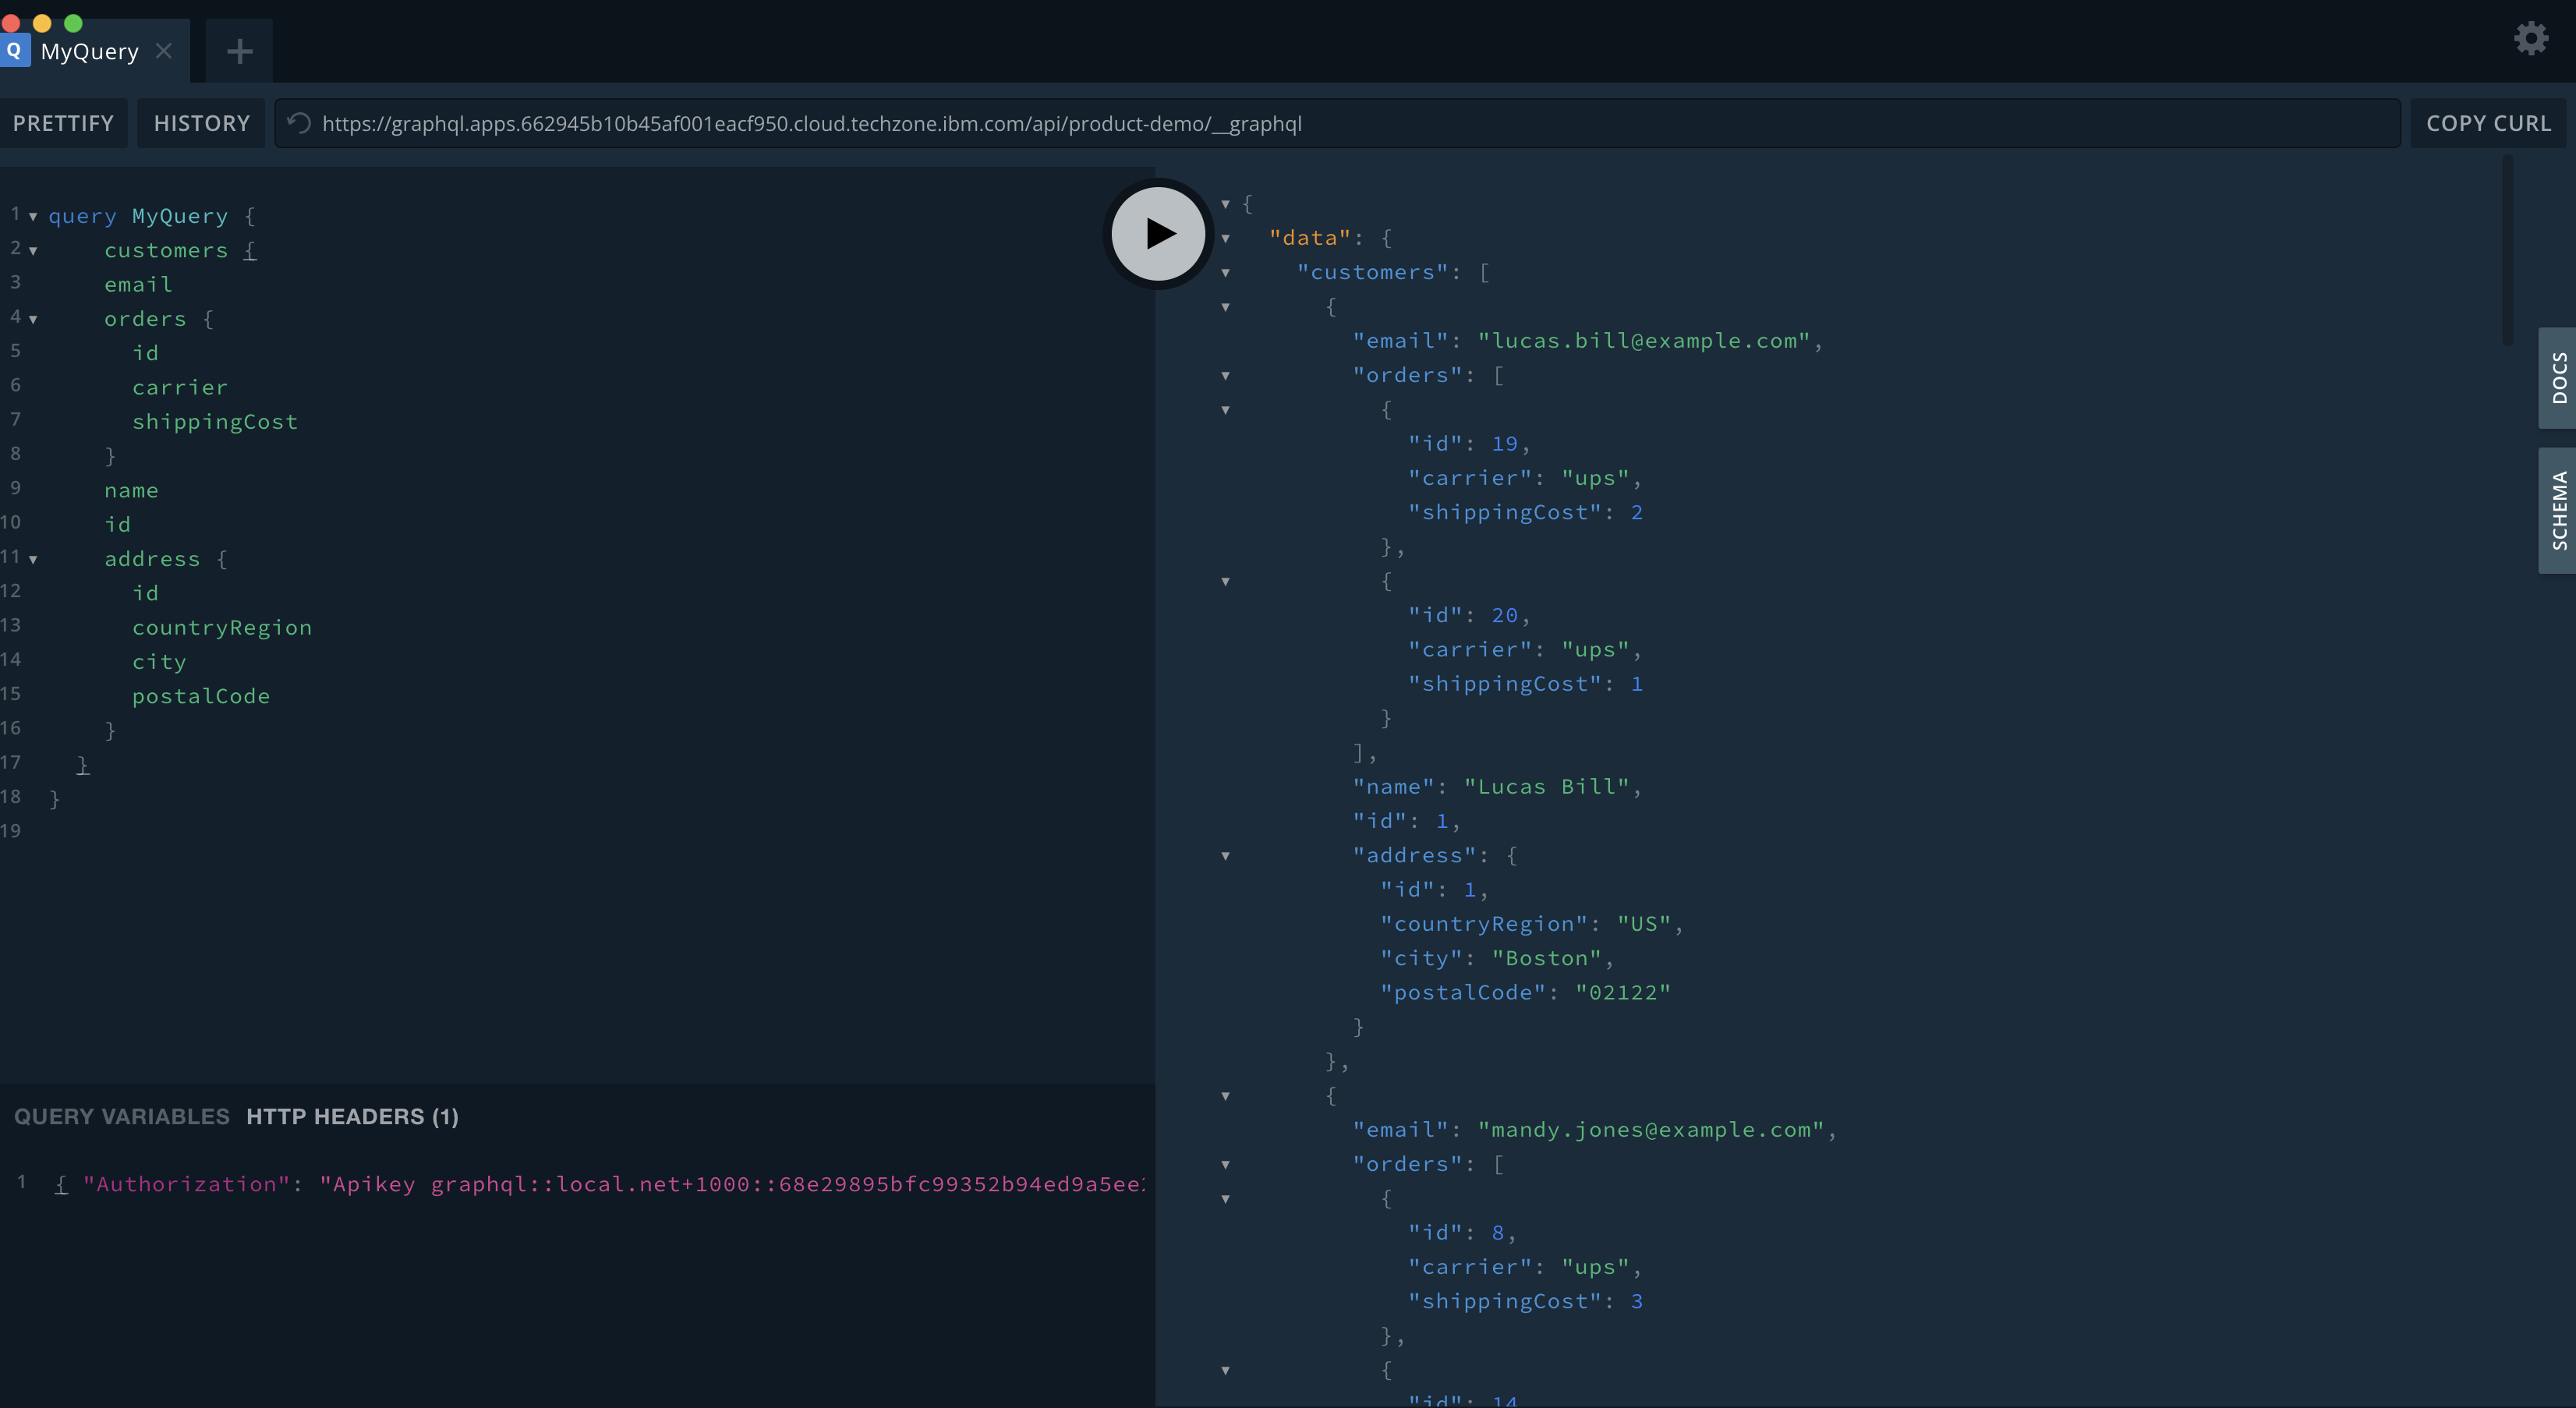 Q MyQuery
PRETTIFY HISTORY https://graphql.apps.662945b10b45af001eacf950.cloud.techzone.ibm.com/api/product-demo/__graphql COPY CURL
1 query MyQuery {
2 customers {
3 email
4 orders {
5 id
6 carrier
7 shippingCost
8 }
9 name
10 id
11 address {
12 id
13 countryRegion
14 city
15 postalCode
16 }
17 }
18 }
19
QUERY VARIABLES HTTP HEADERS (1)
1 { "Authorization": "Apikey graphql::local.net+1000::68e29895bfc99352b94ed9a5ee
{
"data": {
"customers": [
{
"email": "lucas.bill@example.com",
"orders": [
{
"id": 19,
"carrier": "ups",
"shippingCost": 2
},
{
"id": 20,
"carrier": "ups",
"shippingCost": 1
}
],
"name": "Lucas Bill",
"id": 1,
"address": {
"id": 1,
"countryRegion": "US",
"city": "Boston",
"postalCode": "02122"
}
},
{
"email": "mandy.jones@example.com",
"orders": [
{
"id": 8,
"carrier": "ups",
"shippingCost": 3
},
{
"id": 14
DOCS
SCHEMA